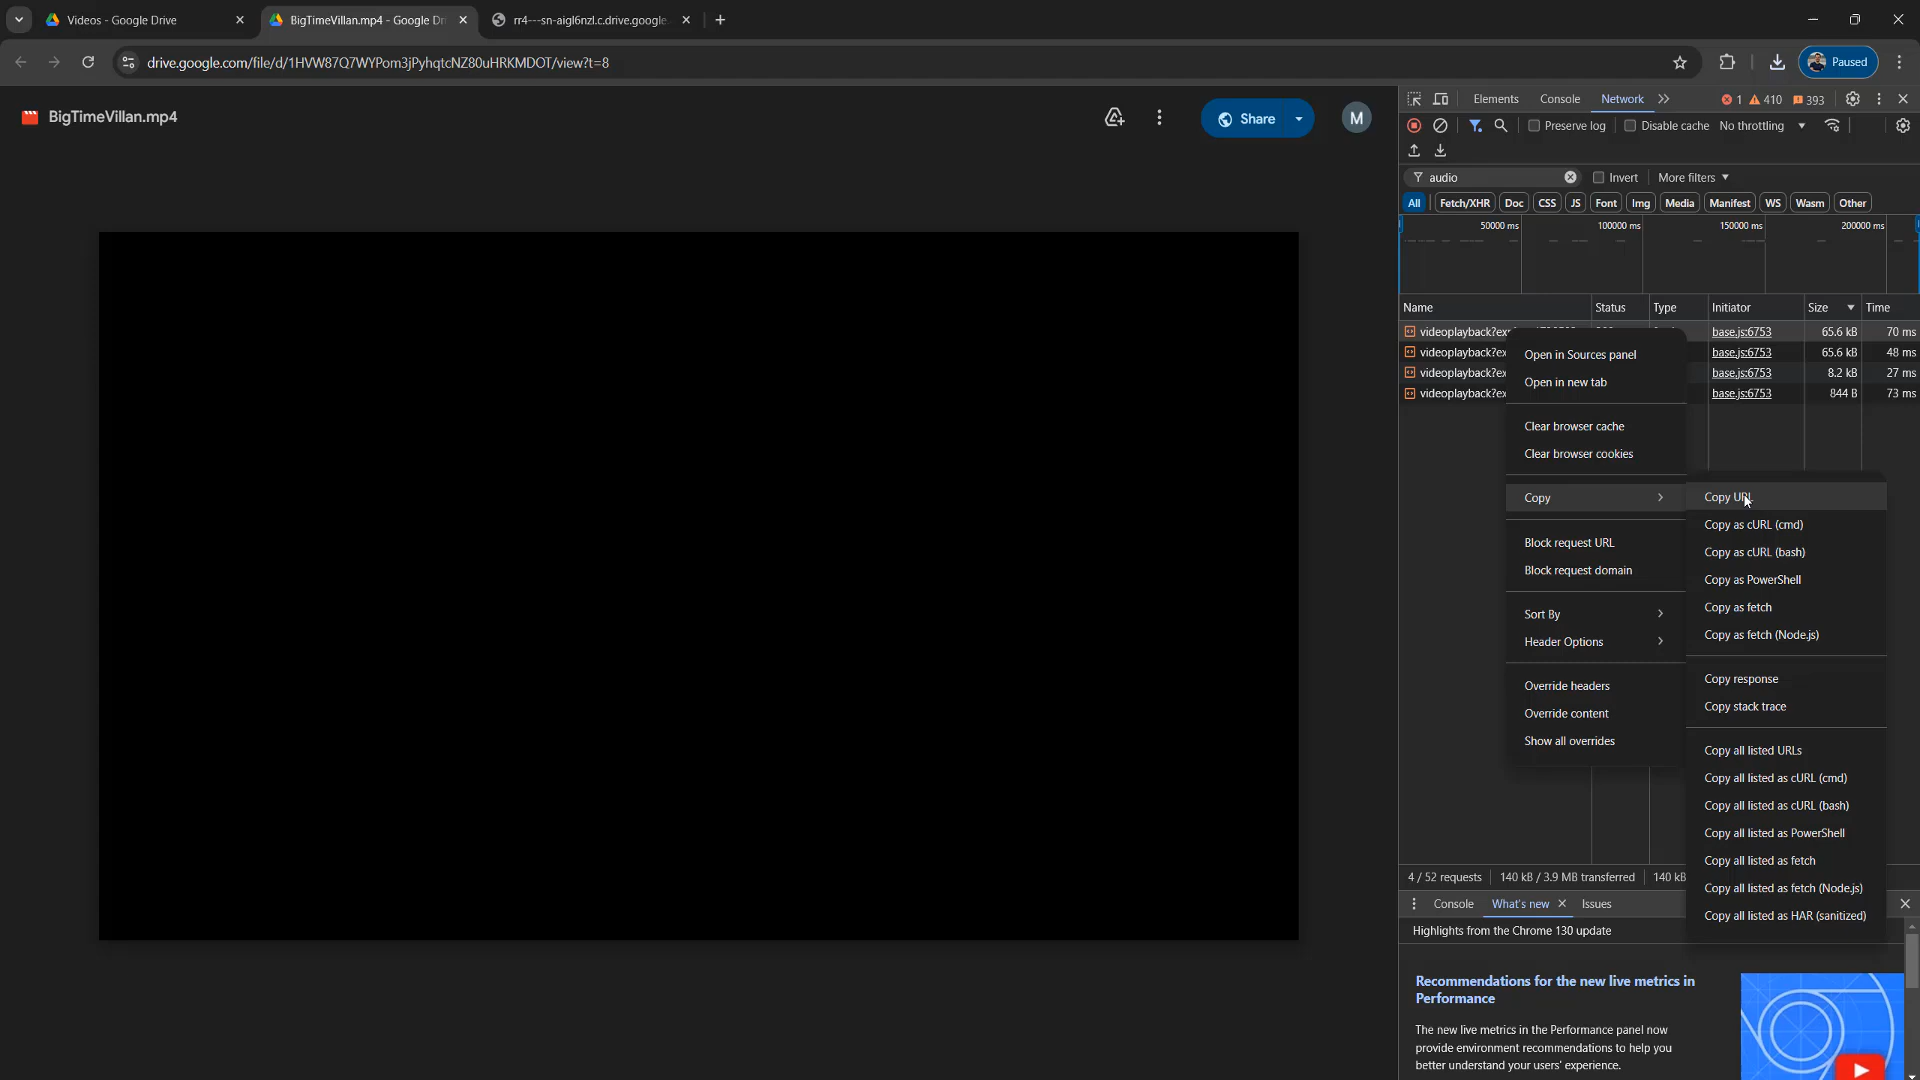 Videos - Google Drive
BigTimeVillan.mp4 - Google Dri
rr4---sn-aigl6nzl.c.drive.google.
drive.google.com/file/d/1HVW87Q7WYPom3jPyhqtcNZ80uHRKMDOT/view?t=8
Paused
BigTimeVillan.mp4
Share
M
Elements
Console
Network
1
410
393
Preserve log
Disable cache
No throttling
audio
Invert
More filters
All
Fetch/XHR
Doc
CSS
JS
Font
Img
Media
Manifest
WS
Wasm
Other
50000 ms
100000 ms
150000 ms
200000 ms
Name
Status
Type
Initiator
Size
Time
videoplayback?ex
base.js:6753
65.6 kB
70 ms
videoplayback?ex
base.js:6753
65.6 kB
48 ms
videoplayback?ex
base.js:6753
8.2 kB
27 ms
videoplayback?ex
base.js:6753
844 B
73 ms
Open in Sources panel
Open in new tab
Clear browser cache
Clear browser cookies
Copy
Block request URL
Block request domain
Sort By
Header Options
Override headers
Override content
Show all overrides
Copy URL
Copy as cURL (cmd)
Copy as cURL (bash)
Copy as PowerShell
Copy as fetch
Copy as fetch (Node.js)
Copy response
Copy stack trace
Copy all listed URLs
Copy all listed as cURL (cmd)
Copy all listed as cURL (bash)
Copy all listed as PowerShell
Copy all listed as fetch
Copy all listed as fetch (Node.js)
Copy all listed as HAR (sanitized)
4 / 52 requests
140 kB / 3.9 MB transferred
140 kB
Console
What's new
Issues
Highlights from the Chrome 130 update
Recommendations for the new live metrics in
Performance
The new live metrics in the Performance panel now
provide environment recommendations to help you
better understand your users' experience.